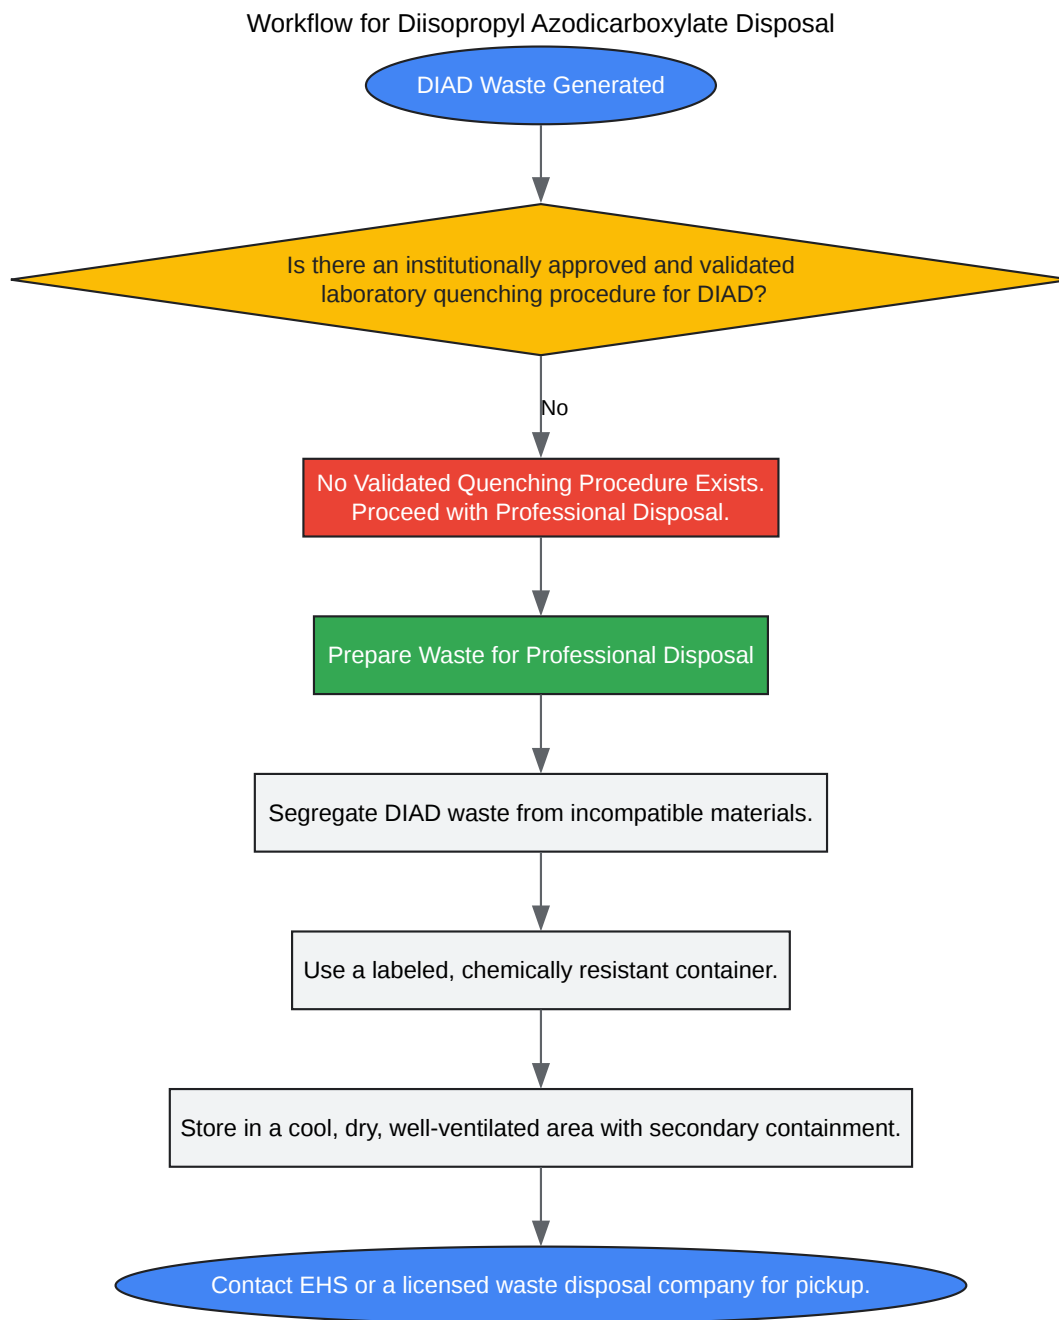 Workflow for Diisopropyl Azodicarboxylate Disposal
DIAD Waste Generated
Is there an institutionally approved and validated
laboratory quenching procedure for DIAD?
No
No Validated Quenching Procedure Exists.
Proceed with Professional Disposal.
Prepare Waste for Professional Disposal
Segregate DIAD waste from incompatible materials.
Use a labeled, chemically resistant container.
Store in a cool, dry, well-ventilated area with secondary containment.
Contact EHS or a licensed waste disposal company for pickup.